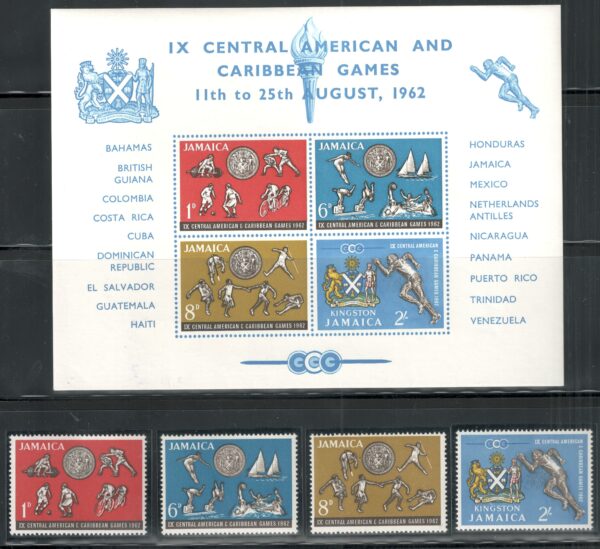 IX CENTRAL AMERICAN AND
CARIBBEAN GAMES
11th to 25th AUGUST, 1962
BAHAMAS
BRITISH
GUIANA
COLOMBIA
COSTA RICA
CUBA
DOMINICAN
REPUBLIC
EL SALVADOR
GUATEMALA
HAITI
JAMAICA
1D
IX CENTRAL AMERICAN & CARIBBEAN GAMES 1962
JAMAICA
6D
IX CENTRAL AMERICAN & CARIBBEAN GAMES 1962
JAMAICA
8D
IX CENTRAL AMERICAN & CARIBBEAN GAMES 1962
CCG
IX CENTRAL AMERICAN
& CARIBBEAN GAMES 1962
KINGSTON
JAMAICA 2/-
HONDURAS
JAMAICA
MEXICO
NETHERLANDS
ANTILLES
NICARAGUA
PANAMA
PUERTO RICO
TRINIDAD
VENEZUELA
CCG
JAMAICA
1D
IX CENTRAL AMERICAN & CARIBBEAN GAMES 1962
JAMAICA
6D
IX CENTRAL AMERICAN & CARIBBEAN GAMES 1962
JAMAICA
8D
IX CENTRAL AMERICAN & CARIBBEAN GAMES 1962
CCG
IX CENTRAL AMERICAN
& CARIBBEAN GAMES 1962
KINGSTON
JAMAICA 2/-